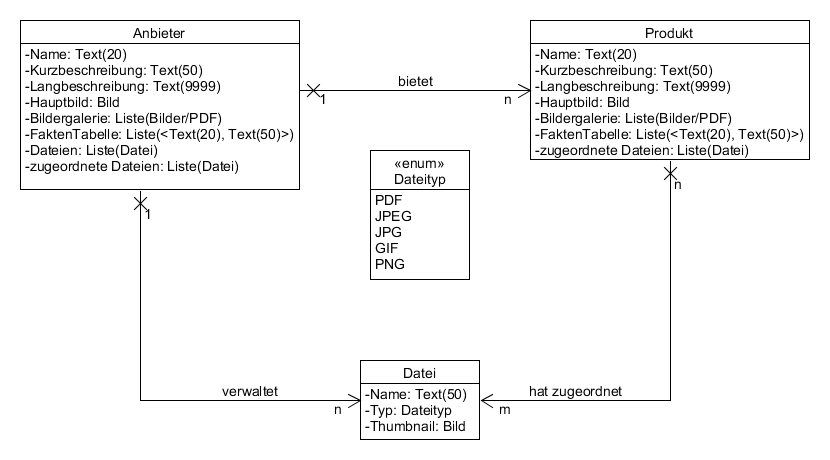 Anbieter
-Name: Text(20)
-Kurzbeschreibung: Text(50)
-Langbeschreibung: Text(9999)
-Hauptbild: Bild
-Bildergalerie: Liste(Bilder/PDF)
-FaktenTabelle: Liste(<Text(20), Text(50)>)
-Dateien: Liste(Datei)
-zugeordnete Dateien: Liste(Datei)
bietet
1
n
Produkt
-Name: Text(20)
-Kurzbeschreibung: Text(50)
-Langbeschreibung: Text(9999)
-Hauptbild: Bild
-Bildergalerie: Liste(Bilder/PDF)
-FaktenTabelle: Liste(<Text(20), Text(50)>)
-zugeordnete Dateien: Liste(Datei)
«enum»
Dateityp
PDF
JPEG
JPG
GIF
PNG
1
n
verwaltet
n
Datei
-Name: Text(50)
-Typ: Dateityp
-Thumbnail: Bild
hat zugeordnet
m